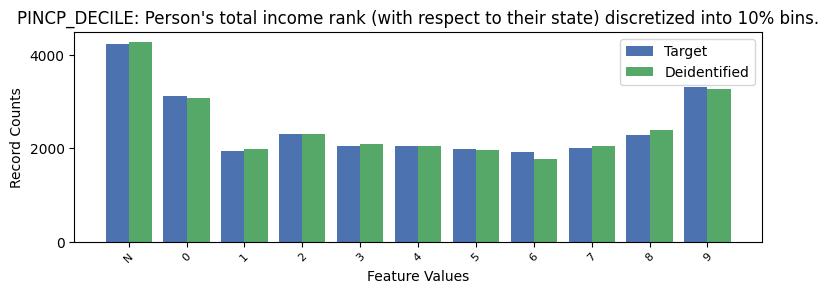 PINCP_DECILE: Person's total income rank (with respect to their state) discretized into 10% bins.
Target
Deidentified
4000
2000
0
Record Counts
N 0 1 2 3 4 5 6 7 8 9
Feature Values